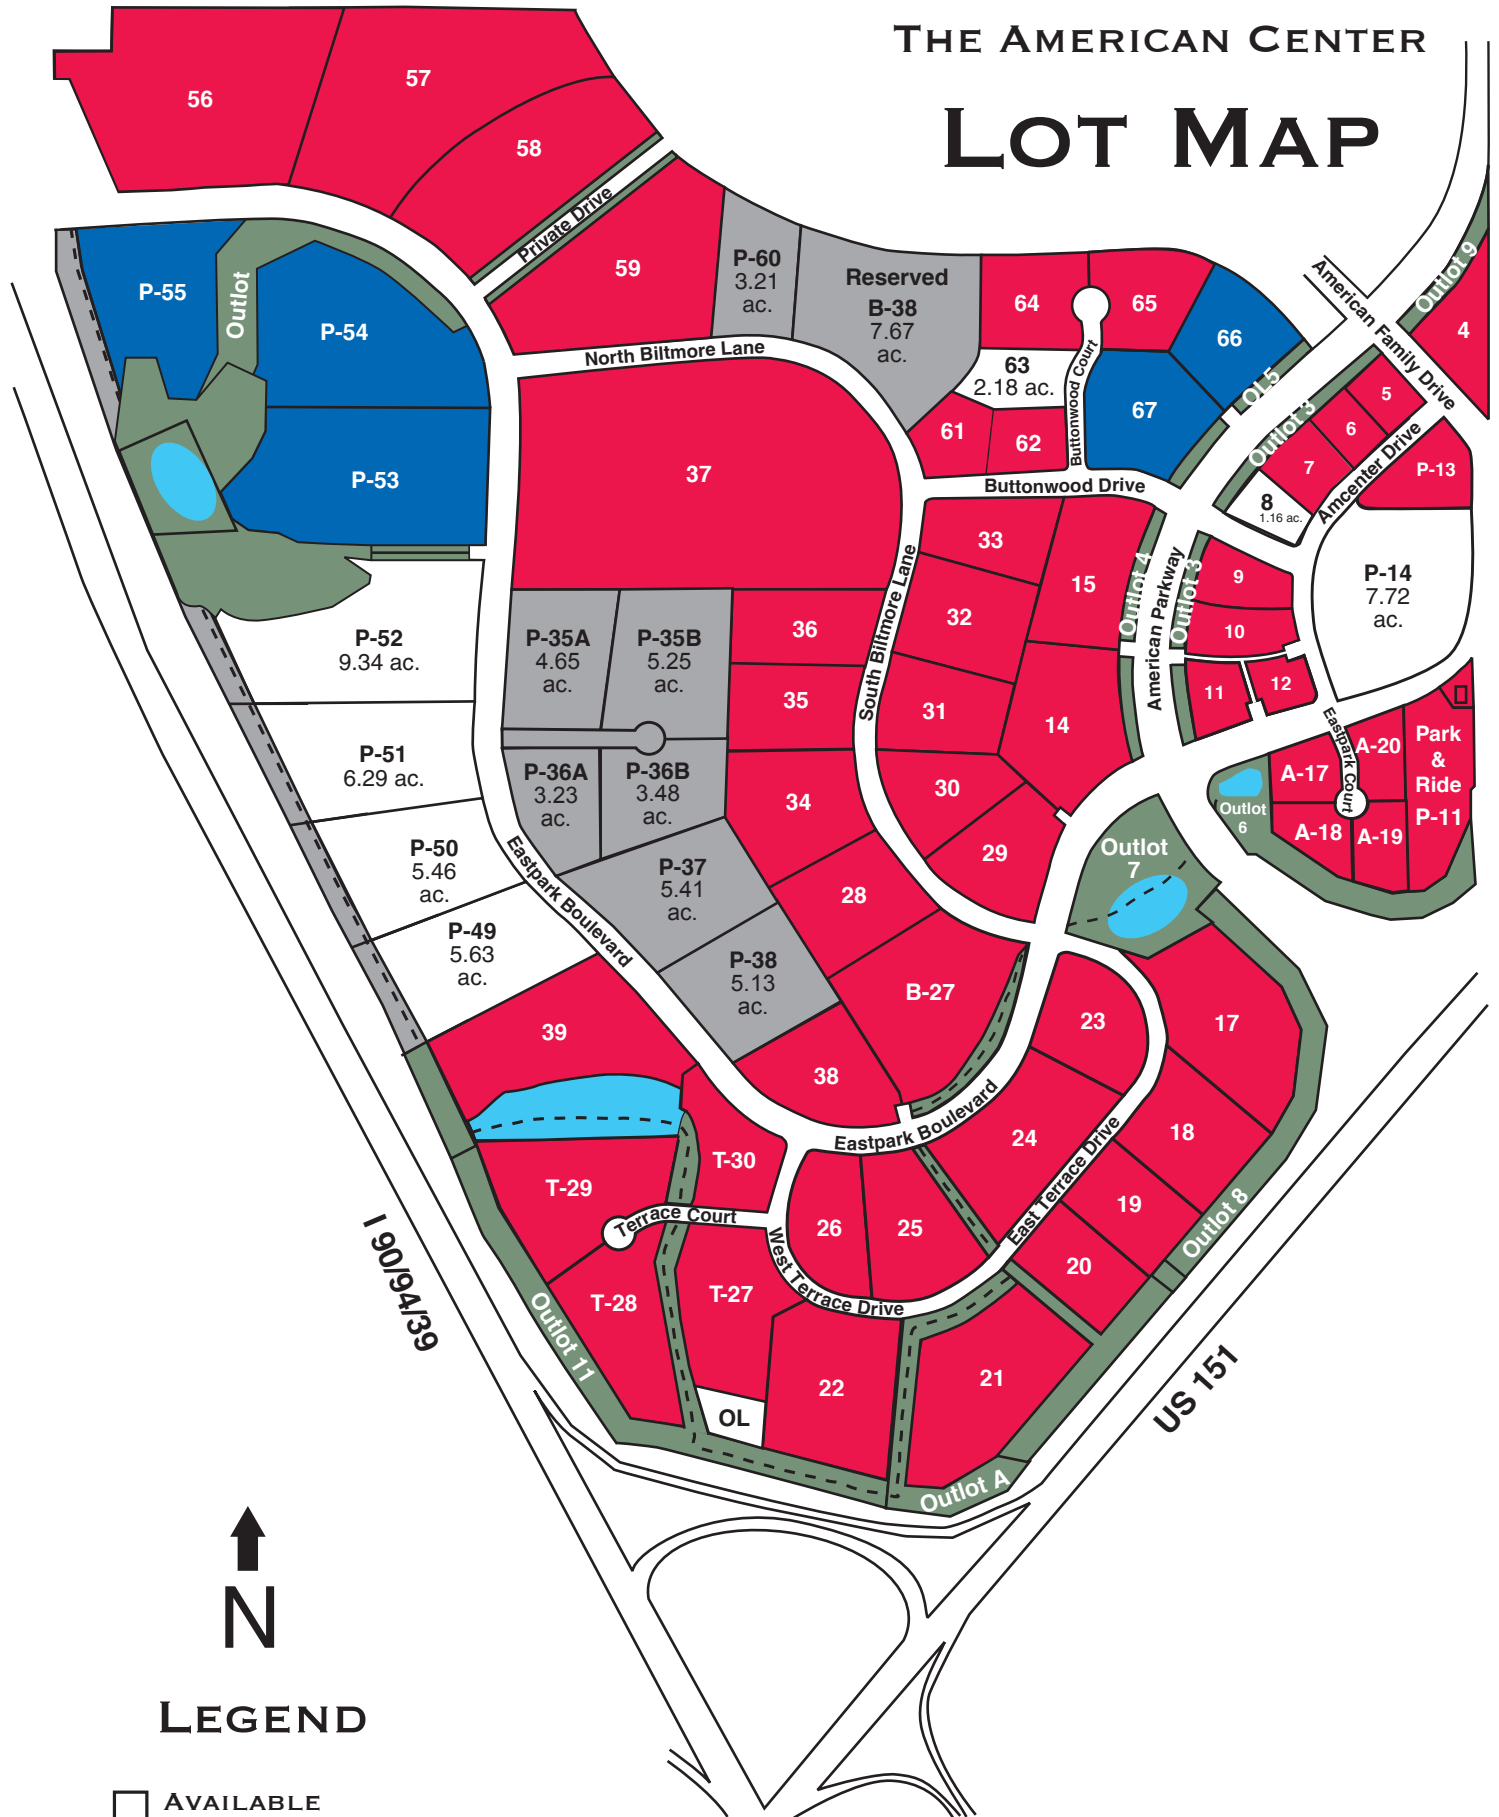 THE AMERICAN CENTER
LOT MAP
56
57
58
Private Drive
59
P-60
3.21
ac.
Reserved
B-38
7.67
ac.
64
65
66
Outlot 9
American Family Drive
4
P-55
Outlot
P-54
P-53
North Biltmore Lane
63
2.18 ac.
Buttonwood Court
67
OL5
Outlot 3
5
6
7
8
1.16 ac.
Amcenter Drive
P-13
61
62
37
Buttonwood Drive
33
15
Outlot 4
American Parkway
Outlot 3
9
10
11
12
P-14
7.72
ac.
South Biltmore Lane
32
31
14
30
29
P-52
9.34 ac.
P-35A
4.65
ac.
P-35B
5.25
ac.
36
35
P-51
6.29 ac.
P-36A
3.23
ac.
P-36B
3.48
ac.
34
Eastpark Court
A-17
A-20
A-18
A-19
Park
&
Ride
P-11
Outlot
6
Outlot
7
P-50
5.46
ac.
Eastpark Boulevard
P-37
5.41
ac.
28
P-49
5.63
ac.
P-38
5.13
ac.
B-27
39
38
23
17
Eastpark Boulevard
24
East Terrace Drive
18
19
20
Outlot 8
T-30
T-29
Terrace Court
26
25
West Terrace Drive
T-28
T-27
Outlot 11
I 90/94/39
22
21
OL
US 151
Outlot A
N
LEGEND
AVAILABLE